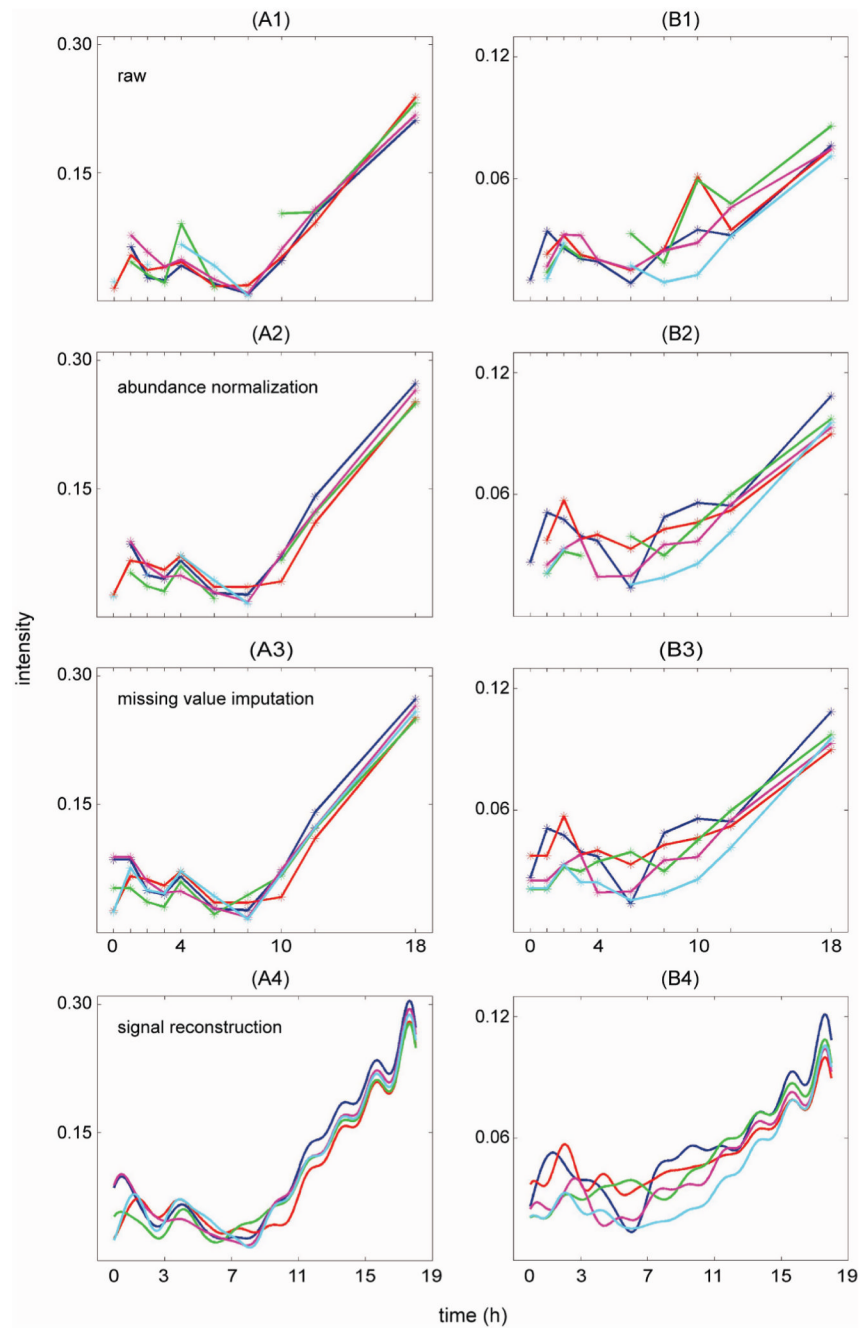 (A1) (B1)
0.30 0.12
raw
0.15 0.06
(A2) (B2)
0.30 0.12
abundance normalization
0.15 0.06
intensity
(A3) (B3)
0.30 0.12
missing value imputation
0.15 0.06
0 4 10 18 0 4 10 18
(A4) (B4)
0.30 0.12
signal reconstruction
0.15 0.06
0 3 7 11 15 19 0 3 7 11 15 19
time (h)